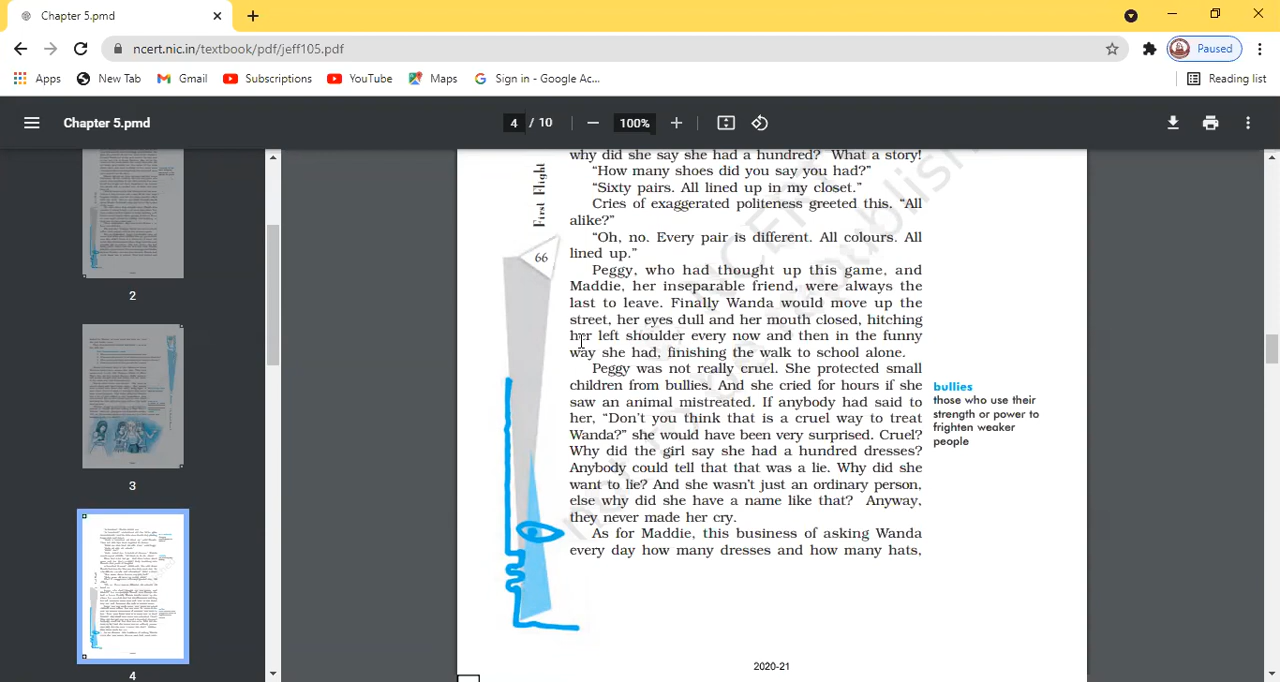 Chapter 5.pmd
ncert.nic.in/textbook/pdf/jeff105.pdf
Paused
Apps
New Tab
Gmail
Subscriptions
YouTube
Maps
Sign in - Google Ac...
Reading list
Chapter 5.pmd
4 / 10
100%
2
3
4
First Flight
66
why did she say she had a hundred? What a story!
“How many shoes did you say you had?”
“Sixty pairs. All lined up in my closet.”
Cries of exaggerated politeness greeted this. “All
alike?”
“Oh, no. Every pair is different. All colours. All
lined up.”
Peggy, who had thought up this game, and
Maddie, her inseparable friend, were always the
last to leave. Finally Wanda would move up the
street, her eyes dull and her mouth closed, hitching
her left shoulder every now and then in the funny
way she had, finishing the walk to school alone.
Peggy was not really cruel. She protected small
children from bullies. And she cried for hours if she
saw an animal mistreated. If anybody had said to
her, “Don’t you think that is a cruel way to treat
Wanda?” she would have been very surprised. Cruel?
Why did the girl say she had a hundred dresses?
Anybody could tell that that was a lie. Why did she
want to lie? And she wasn’t just an ordinary person,
else why did she have a name like that? Anyway,
they never made her cry.
As for Maddie, this business of asking Wanda
every day how many dresses and how many hats,
bullies
those who use their
strength or power to
frighten weaker
people
2020-21